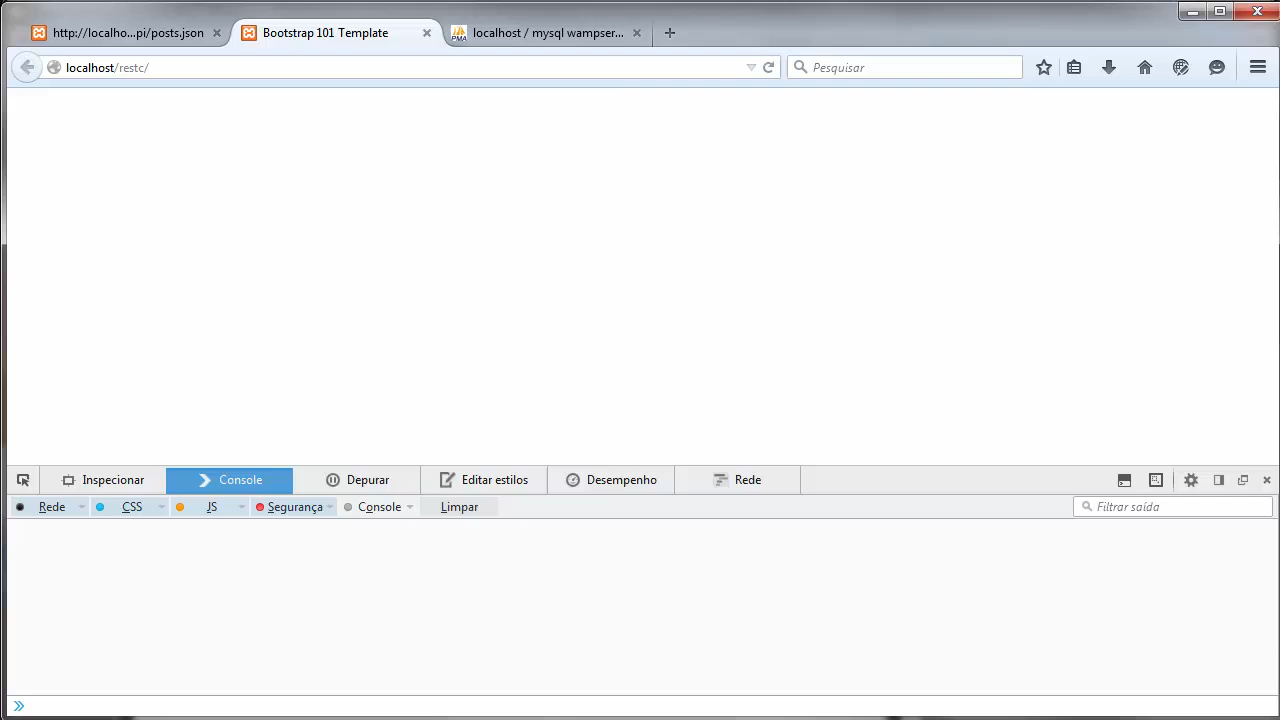 http://localho...pi/posts.json
Bootstrap 101 Template
PMA
localhost / mysql wampser...
localhost/restc/
Pesquisar
Inspecionar
Console
Depurar
Editar estilos
Desempenho
Rede
Rede
CSS
JS
Segurança
Console
Limpar
Filtrar saída